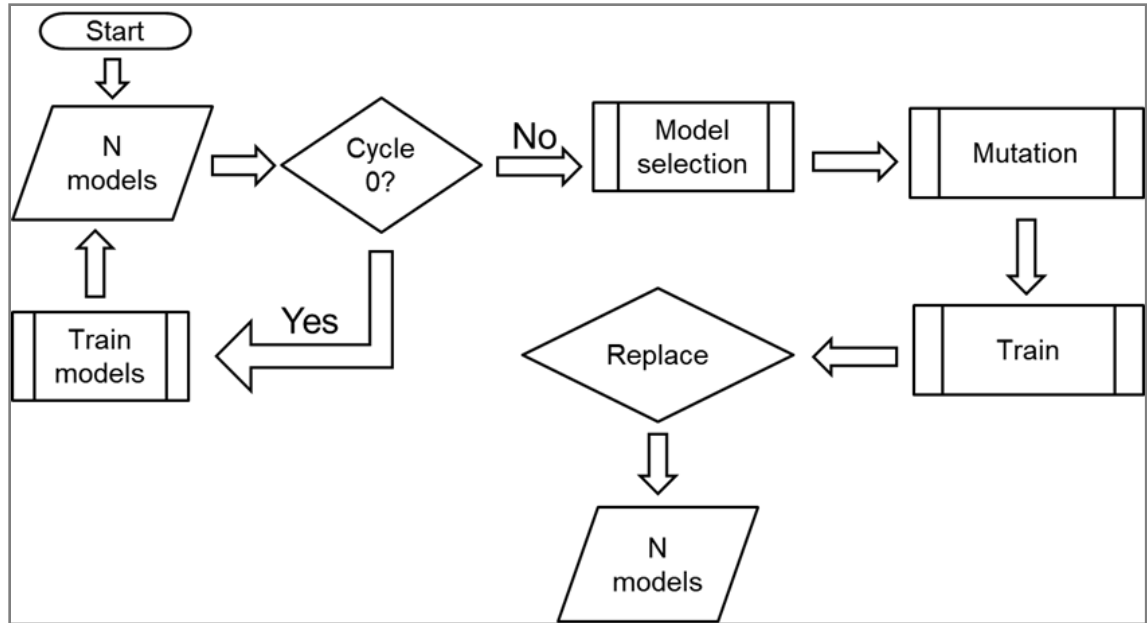 Start
N
models
Cycle
0?
No
Model
selection
Mutation
Yes
Train
models
Replace
Train
N
models